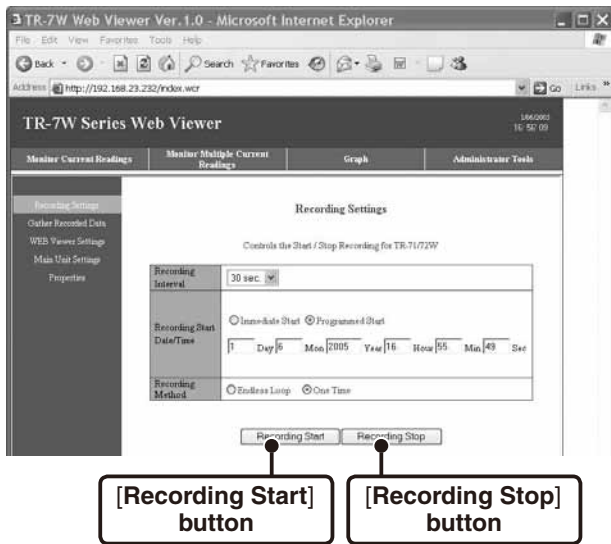 TR-7W Web Viewer Ver.1.0 - Microsoft Internet Explorer
File Edit View Favorites Tools Help
Back Search Favorites
Address http://192.168.23.232/index.wcr Go Links »
TR-7W Series Web Viewer
16: 56: 09
Monitor Current Readings
Monitor Multiple Current
Readings
Graph
Administrator Tools
Recording Settings
Gather Recorded Data
WEB Viewer Settings
Main Unit Settings
Properties
Recording Settings
Controls the Start / Stop Recording for TR-71/72W
Recording
Interval
30 sec.
Recording Start
Date/Time
Immediate Start Programmed Start
1 Day 6 Mon 2005 Year 16 Hour 55 Min 49 Sec
Recording
Method
Endless Loop One Time
Recording Start Recording Stop
[Recording Start]
button
[Recording Stop]
button